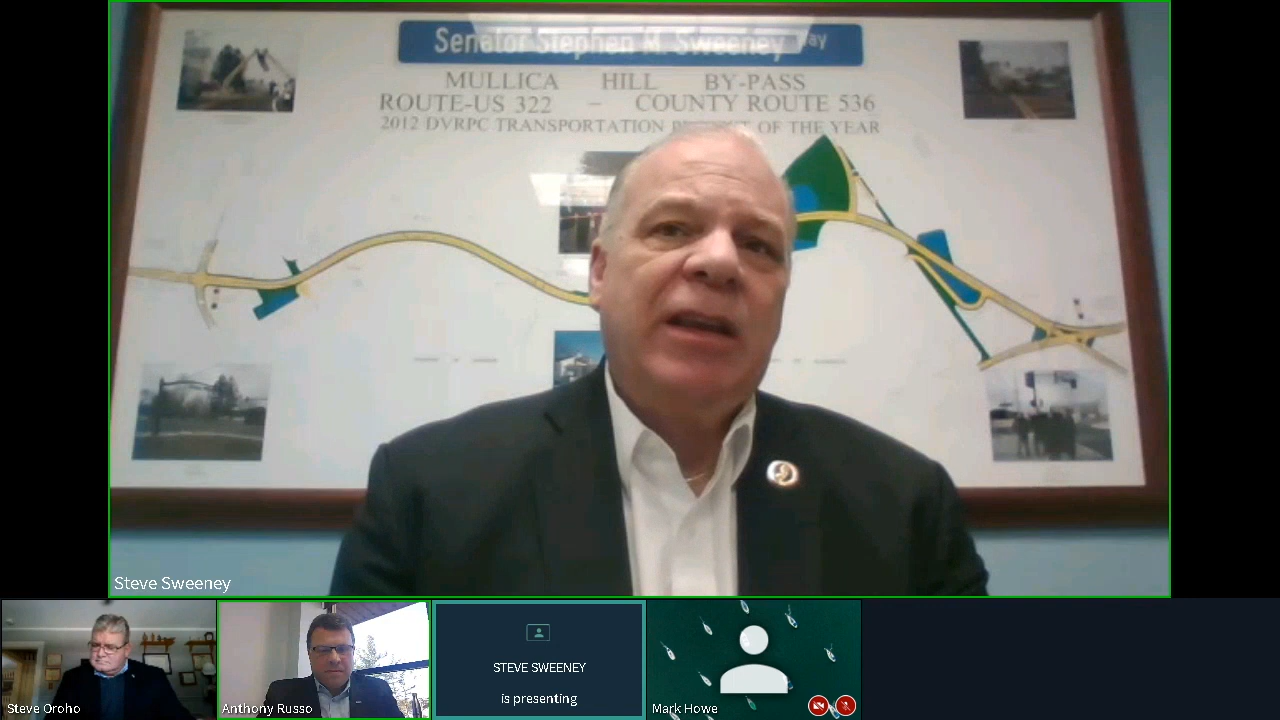 Senator Stephen M. Sweeney Way
MULLICA HILL BY-PASS
ROUTE-US 322 - COUNTY ROUTE 536
2012 DVRPC TRANSPORTATION OF THE YEAR
Steve Sweeney
STEVE SWEENEY
is presenting
Steve Oroho
Anthony Russo
Mark Howe